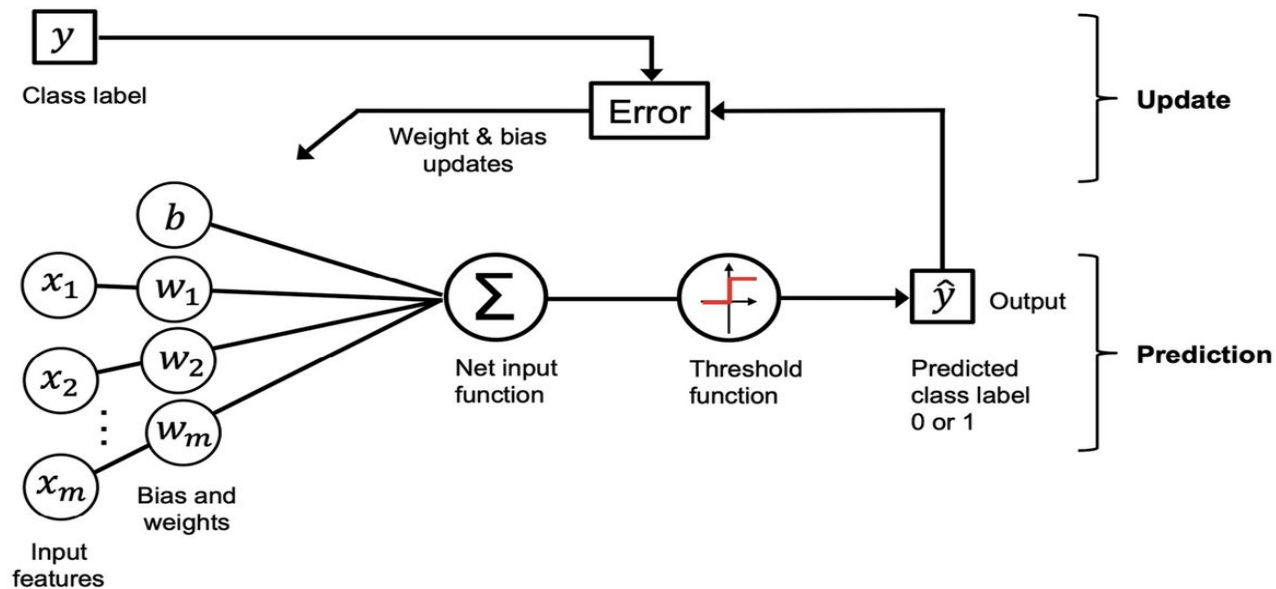 y
Class label
Error
Update
Weight & bias
updates
b
x₁
w₁
Σ
ŷ
Output
x₂
w₂
Net input
function
Threshold
function
Predicted
class label
0 or 1
Prediction
⋮
wₘ
xₘ
Bias and
weights
Input
features